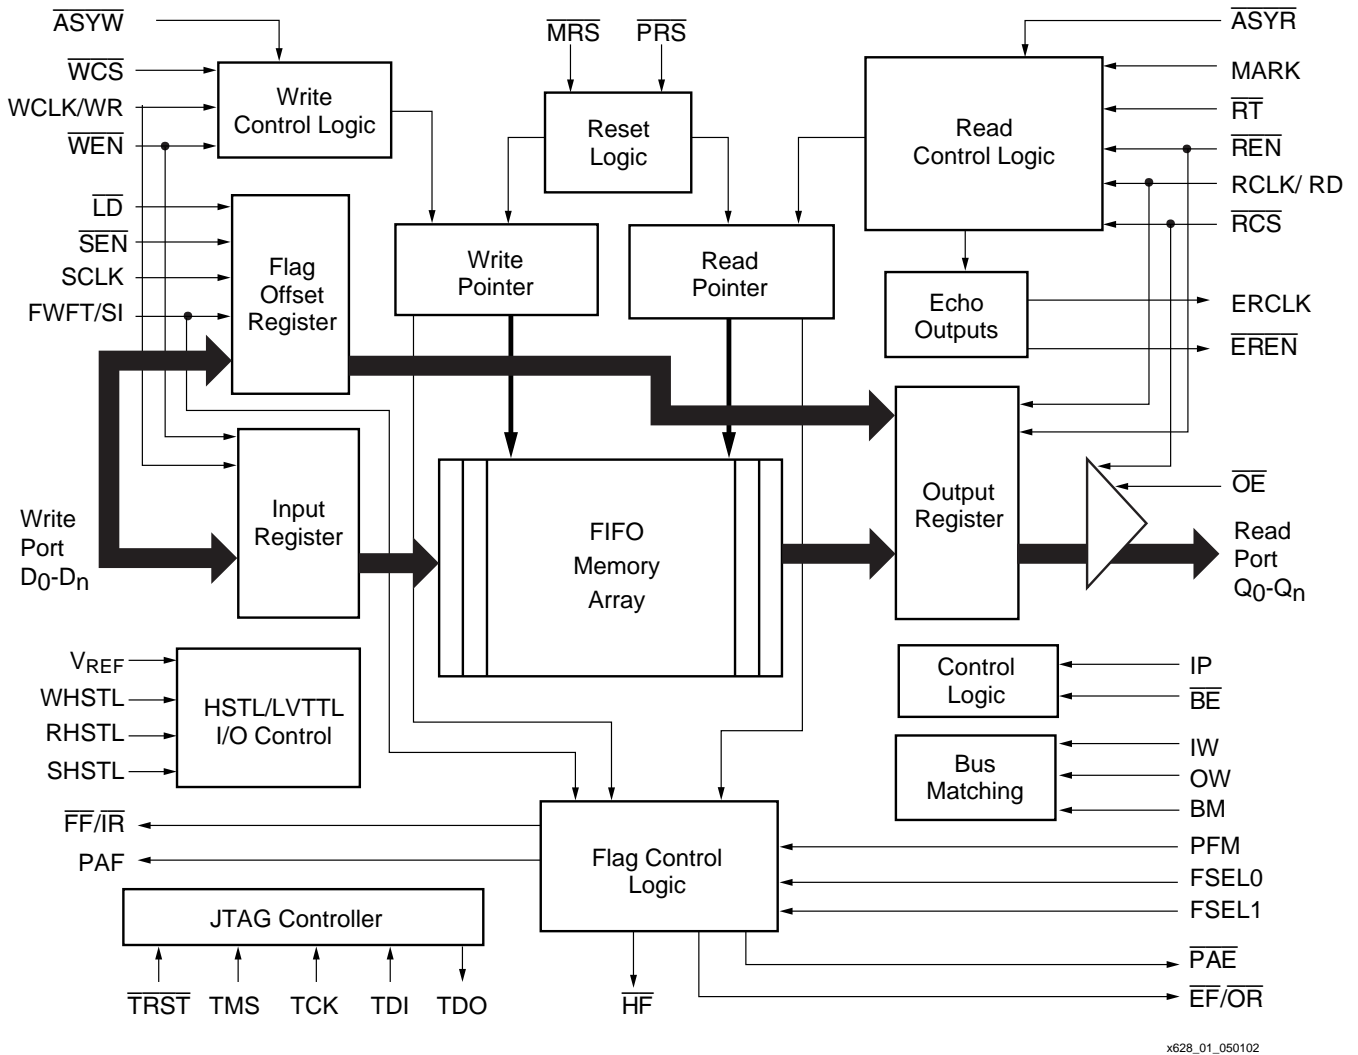 ASYW
WCS
WCLK/WR
WEN
Write
Control Logic
MRS
PRS
Reset
Logic
Read
Control Logic
ASYR
MARK
RT
REN
RCLK/ RD
RCS
LD
SEN
SCLK
FWFT/SI
Flag
Offset
Register
Write
Pointer
Read
Pointer
Echo
Outputs
ERCLK
EREN
Write
Port
D0-Dn
Input
Register
FIFO
Memory
Array
Output
Register
OE
Read
Port
Q0-Qn
VREF
WHSTL
RHSTL
SHSTL
HSTL/LVTTL
I/O Control
Control
Logic
IP
BE
Bus
Matching
IW
OW
BM
FF/IR
PAF
Flag Control
Logic
PFM
FSEL0
FSEL1
JTAG Controller
TRST
TMS
TCK
TDI
TDO
HF
PAE
EF/OR
x628_01_050102